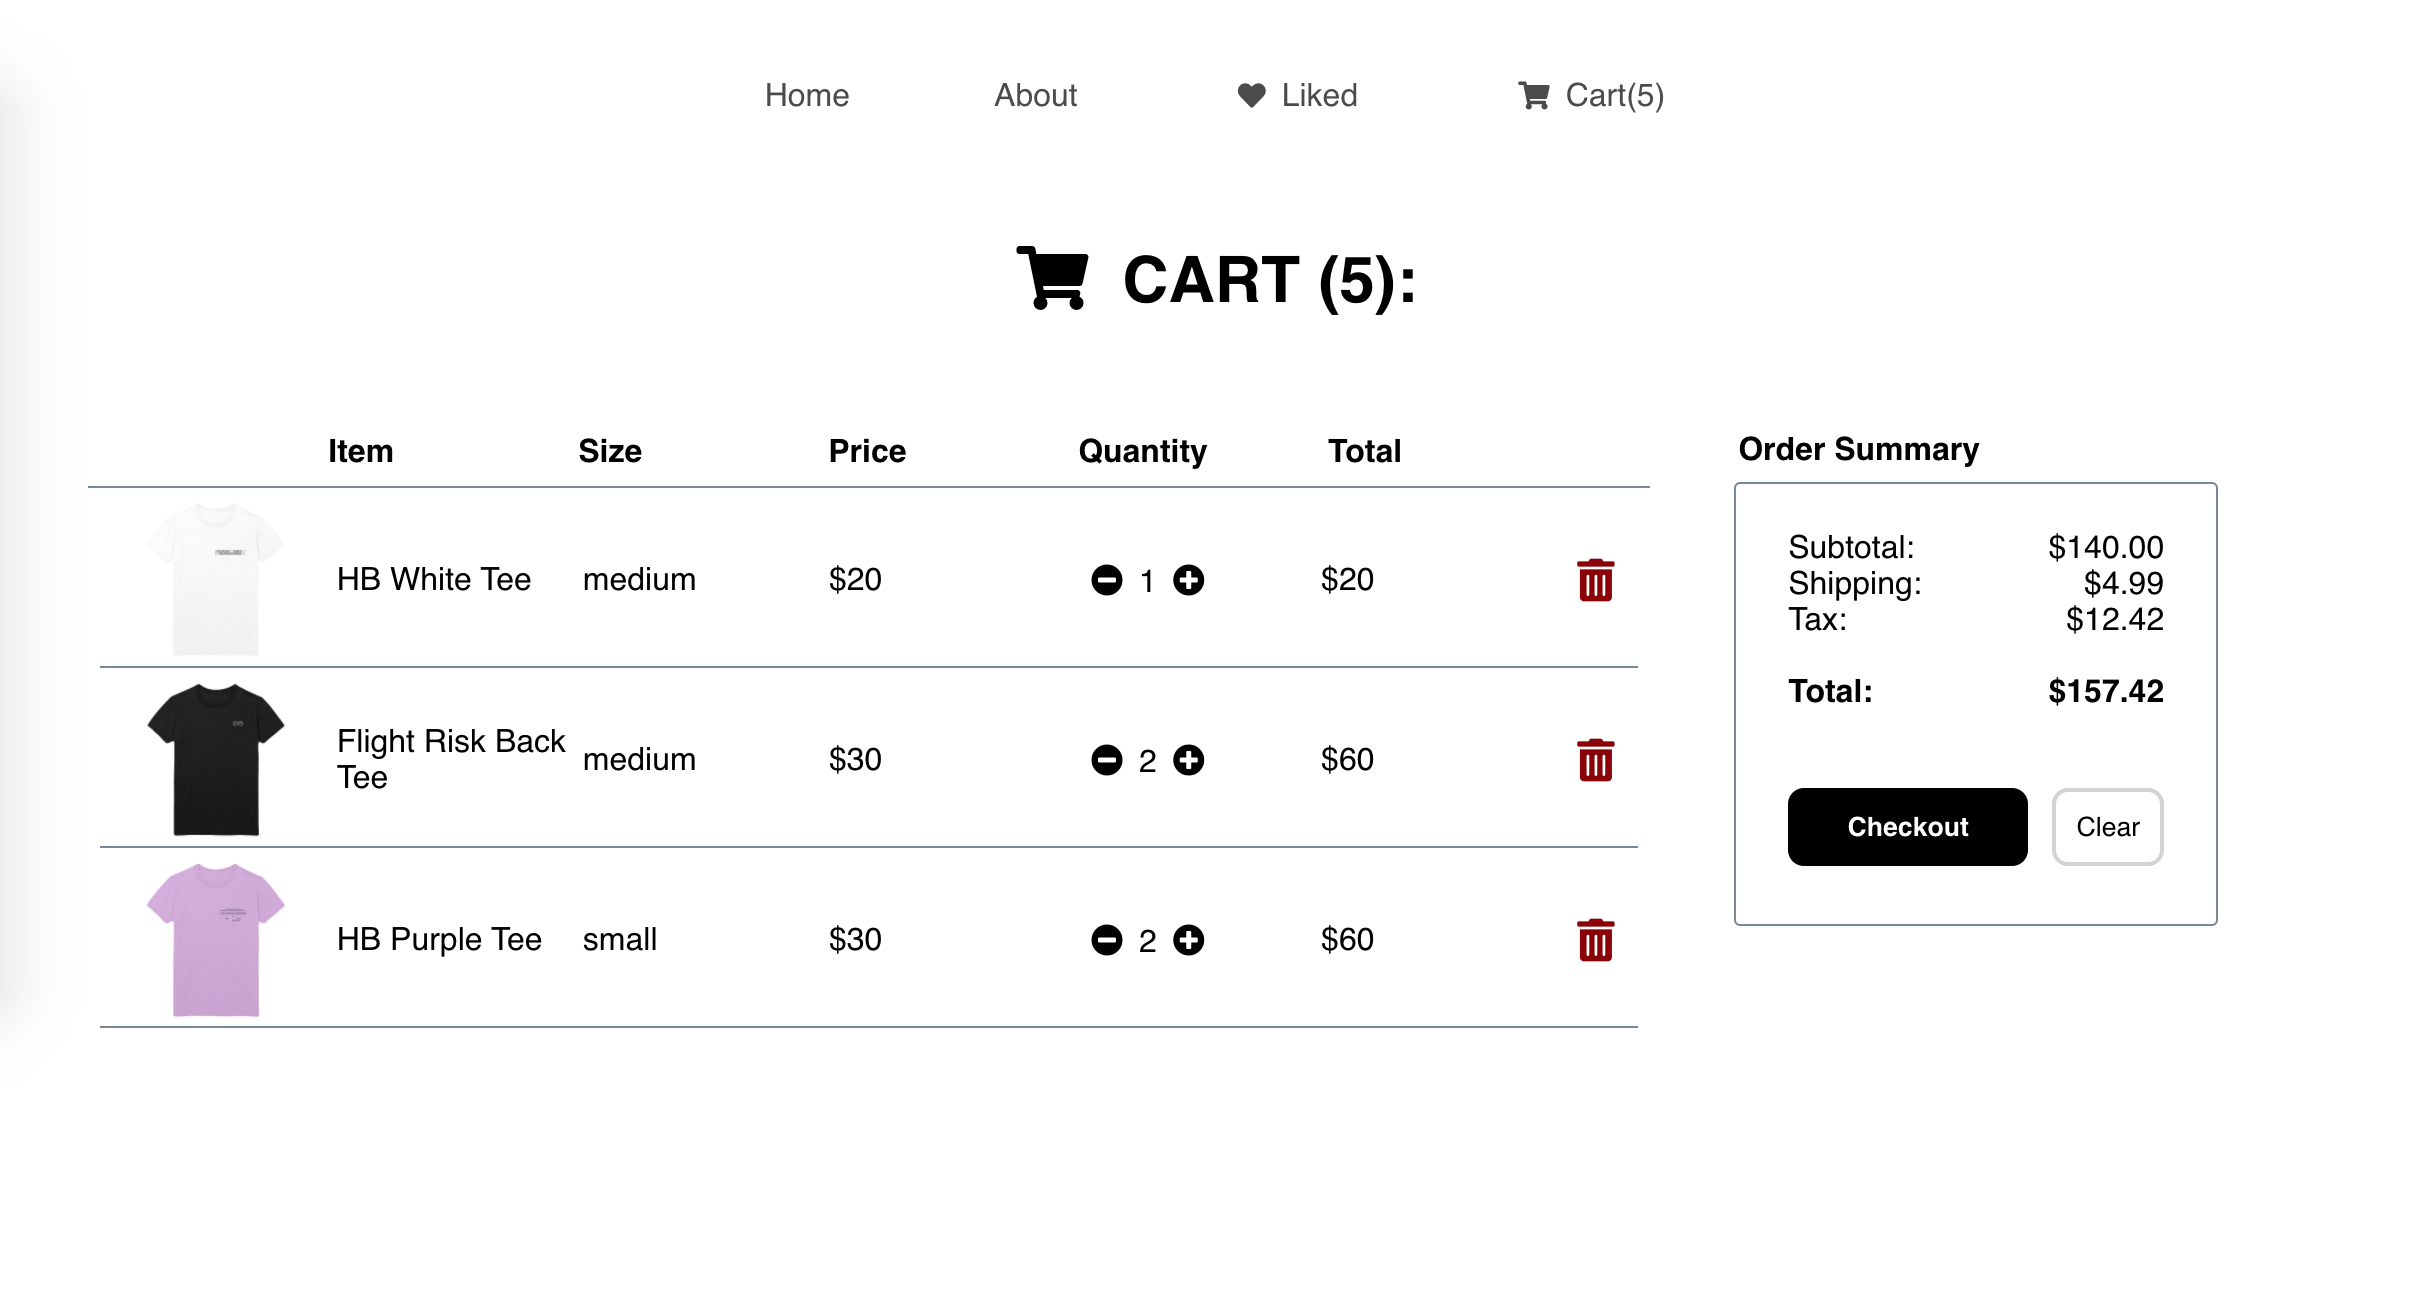 Home About Liked Cart(5)
CART (5):
Item Size Price Quantity Total
HB White Tee medium $20 1 $20
Flight Risk Back
Tee
medium $30 2 $60
HB Purple Tee small $30 2 $60
Order Summary
Subtotal: $140.00
Shipping: $4.99
Tax: $12.42
Total: $157.42
Checkout Clear